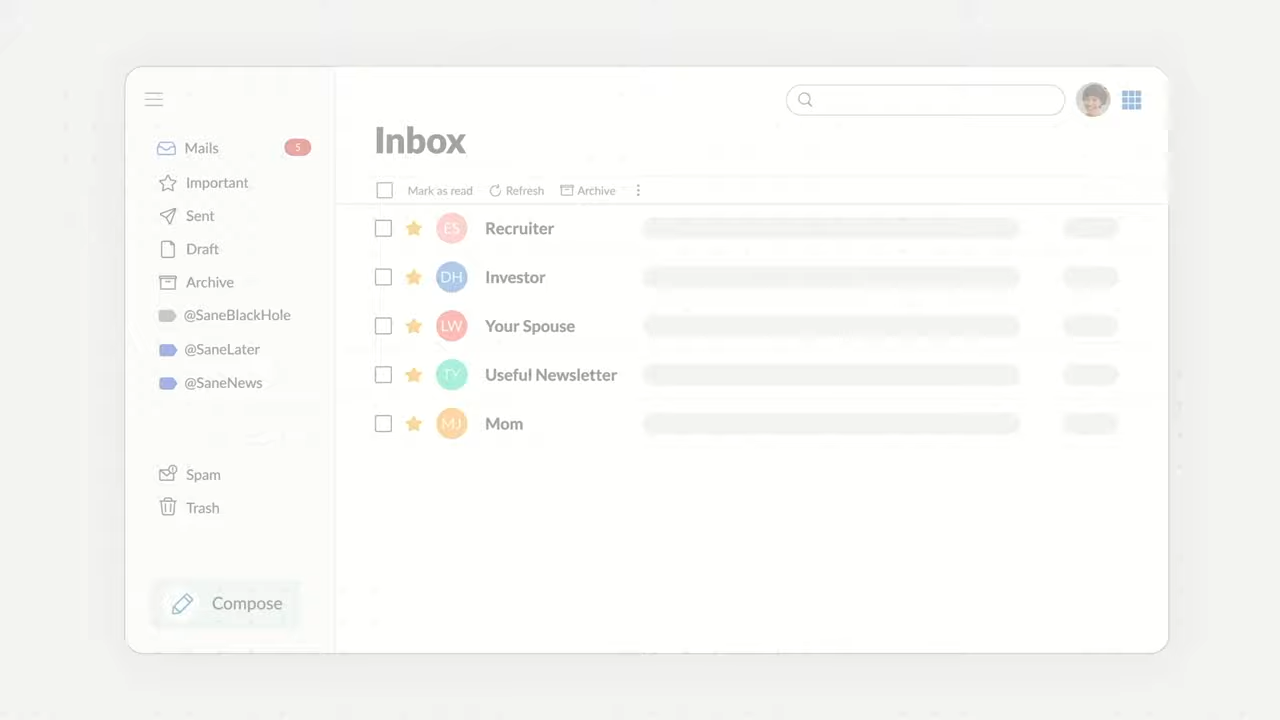 Mails 5
Important
Sent
Draft
Archive
@SaneBlackHole
@SaneLater
@SaneNews
Spam
Trash
Compose
Inbox
Mark as read Refresh Archive
ES Recruiter
DH Investor
LW Your Spouse
TY Useful Newsletter
MJ Mom